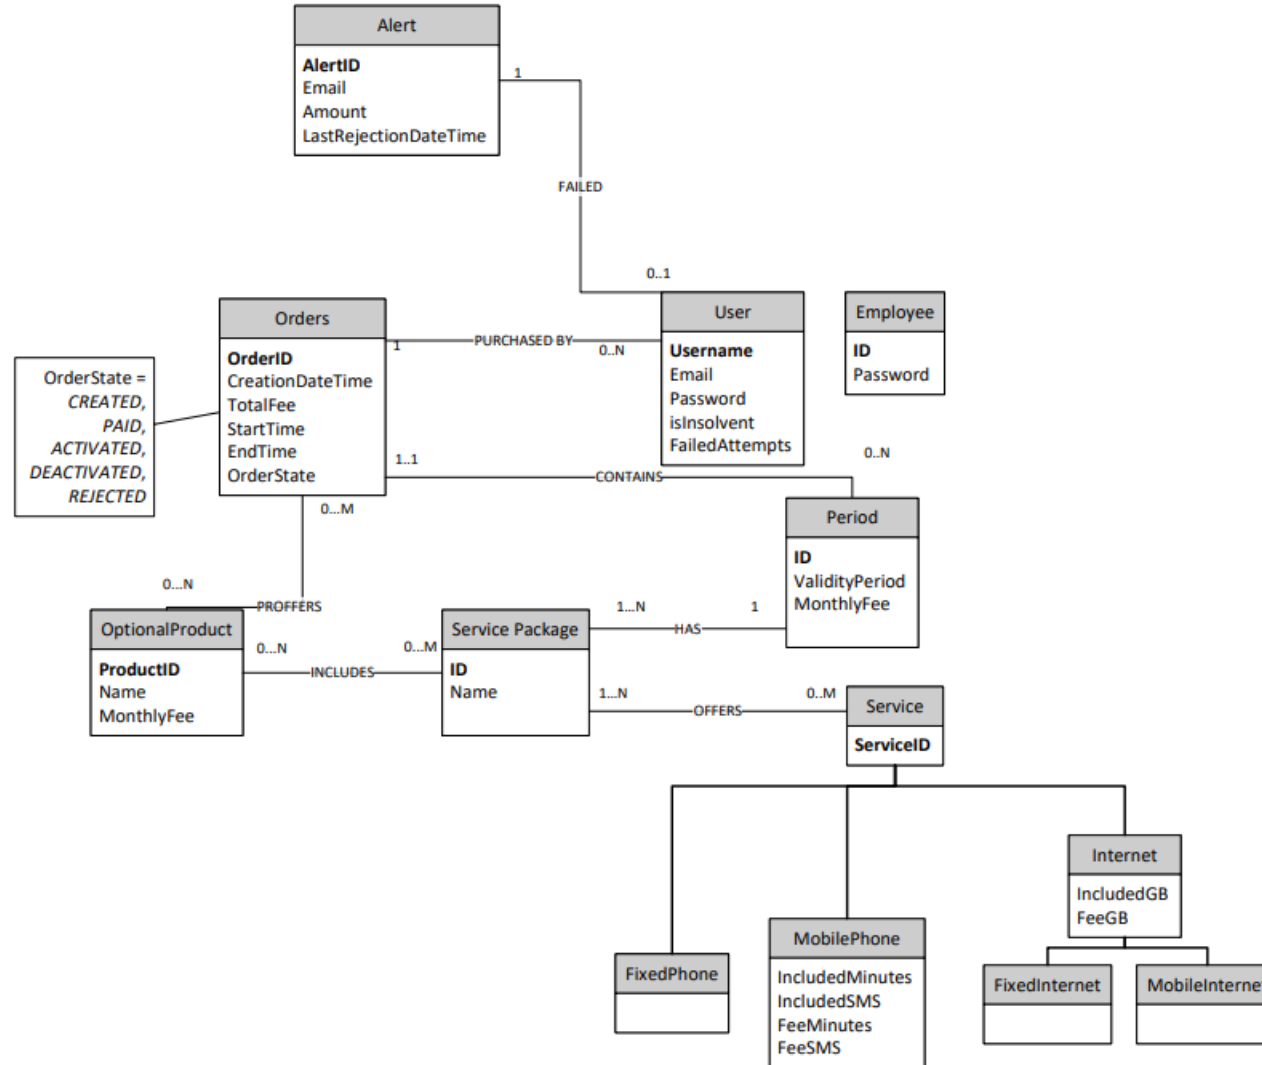 Alert
AlertID
Email
Amount
LastRejectionDateTime
1
FAILED
0..1
Orders
OrderID
CreationDateTime
TotalFee
StartTime
EndTime
OrderState
OrderState =
CREATED,
PAID,
ACTIVATED,
DEACTIVATED,
REJECTED
1
PURCHASED BY
0..N
User
Username
Email
Password
isInsolvent
FailedAttempts
Employee
ID
Password
1..1
CONTAINS
0..N
Period
ID
ValidityPeriod
MonthlyFee
0...M
0...N
PROFFERS
OptionalProduct
ProductID
Name
MonthlyFee
0...N
INCLUDES
0...M
Service Package
ID
Name
1...N
HAS
1
1...N
OFFERS
0...M
Service
ServiceID
Internet
IncludedGB
FeeGB
FixedPhone
MobilePhone
IncludedMinutes
IncludedSMS
FeeMinutes
FeeSMS
FixedInternet
MobileInternet